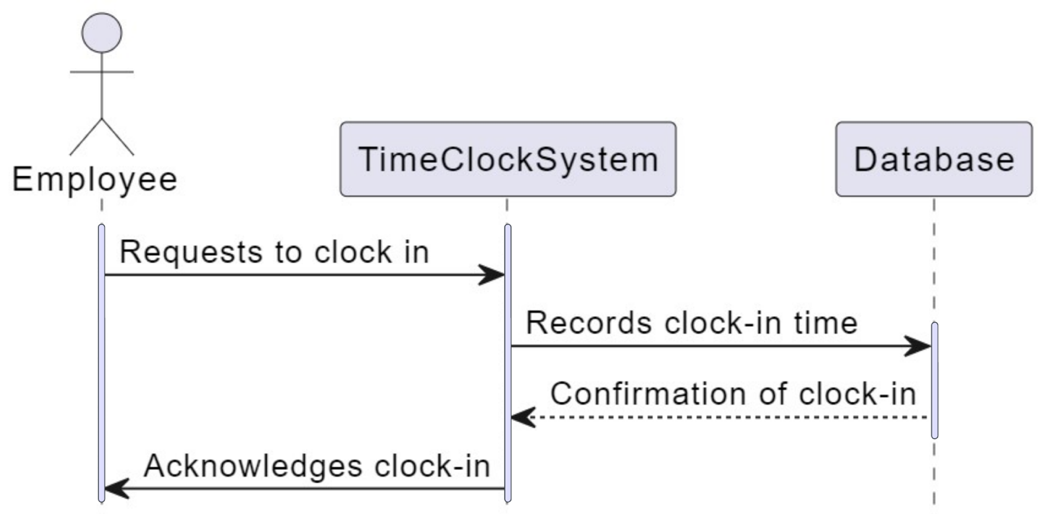 Employee
TimeClockSystem
Database
Requests to clock in
Records clock-in time
Confirmation of clock-in
Acknowledges clock-in